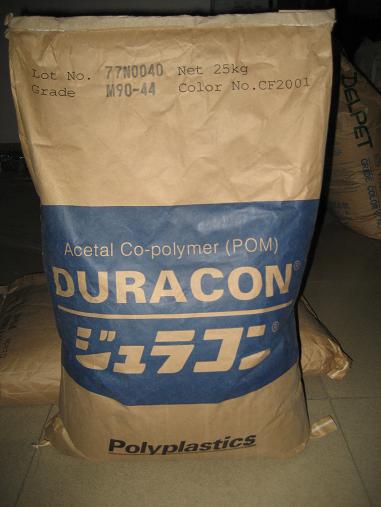 Lot No. 77N0040 Net 25kg
Grade M90-44 Color No.CF2001
Acetal Co-polymer (POM)
DURACON®
ジュラコン®
Polyplastics
DELPET